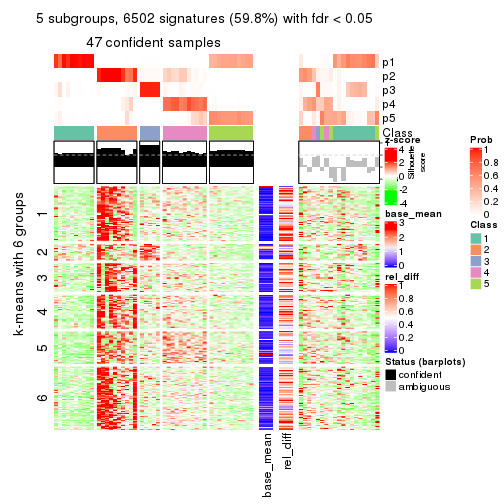 5 subgroups, 6502 signatures (59.8%) with fdr < 0.05
47 confident samples
p1
p2
p3
p4
p5
Class
1
2
3
4
5
6
k-means with 6 groups
base_mean
rel_diff
Silhouette
score
z-score
4
2
0
-2
-4
base_mean
3
2
1
0
rel_diff
1
0.8
0.6
0.4
0.2
0
Status (barplots)
confident
ambiguous
Prob
1
0.8
0.6
0.4
0.2
0
Class
1
2
3
4
5